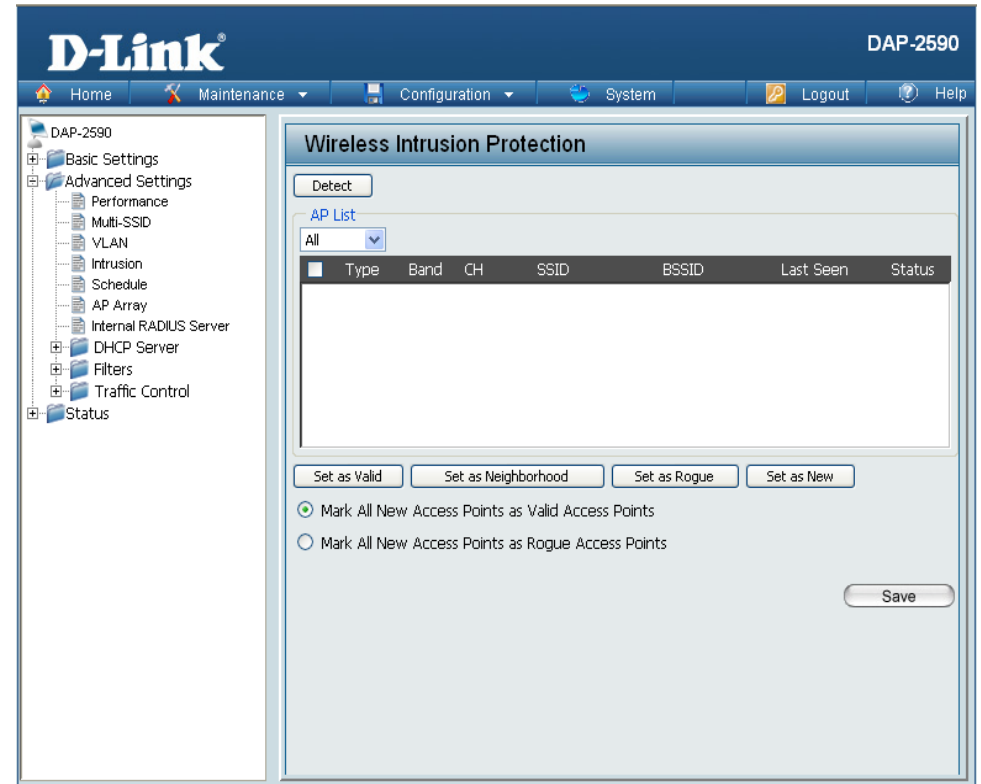 D-Link®
DAP-2590
Home Maintenance Configuration System Logout Help
DAP-2590
Basic Settings
Advanced Settings
Performance
Multi-SSID
VLAN
Intrusion
Schedule
AP Array
Internal RADIUS Server
DHCP Server
Filters
Traffic Control
Status
Wireless Intrusion Protection
Detect
AP List
All
Type Band CH SSID BSSID Last Seen Status
Set as Valid Set as Neighborhood Set as Rogue Set as New
Mark All New Access Points as Valid Access Points
Mark All New Access Points as Rogue Access Points
Save